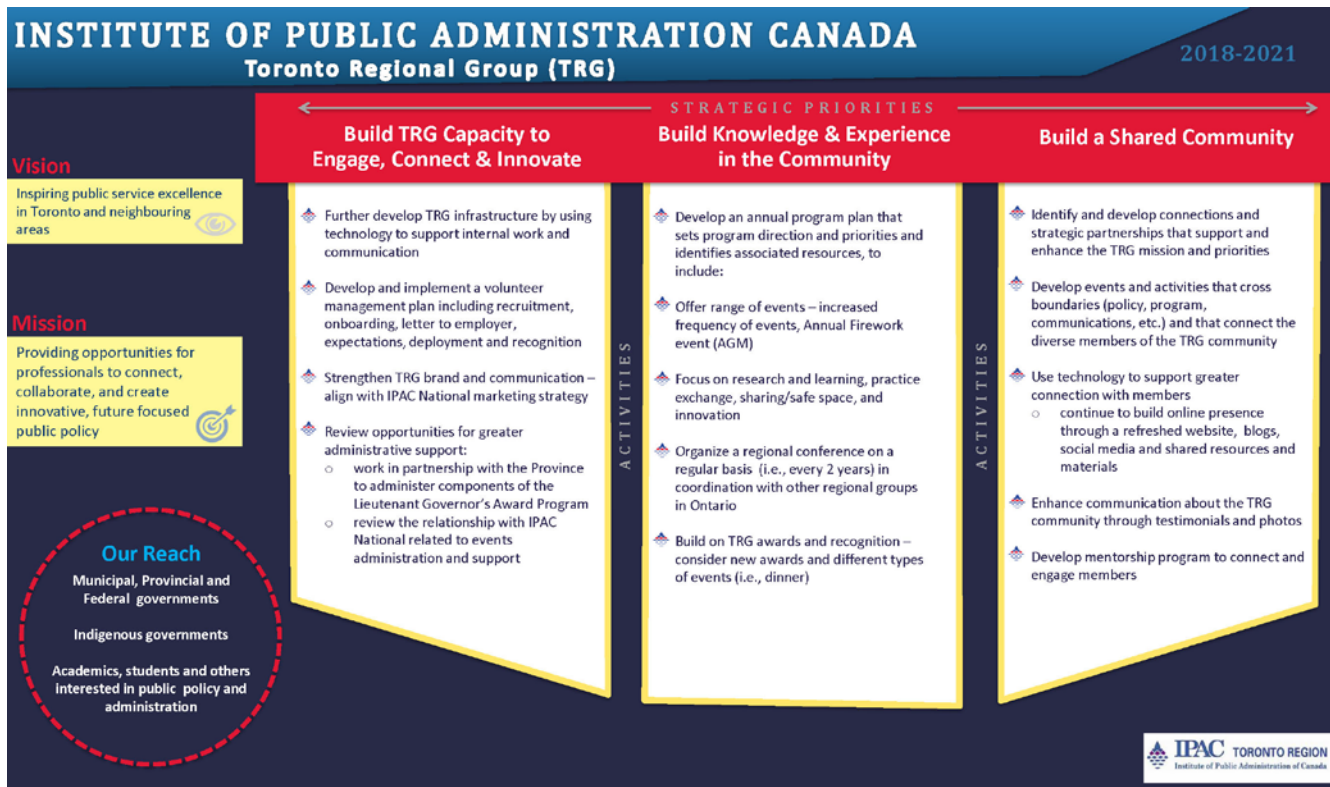 INSTITUTE OF PUBLIC ADMINISTRATION CANADA
Toronto Regional Group (TRG)
2018-2021
STRATEGIC PRIORITIES
Vision
Inspiring public service excellence
in Toronto and neighbouring
areas
Mission
Providing opportunities for
professionals to connect,
collaborate, and create
innovative, future focused
public policy
Our Reach
Municipal, Provincial and
Federal governments
Indigenous governments
Academics, students and others
interested in public policy and
administration
Build TRG Capacity to
Engage, Connect & Innovate
Further develop TRG infrastructure by using
technology to support internal work and
communication
Develop and implement a volunteer
management plan including recruitment,
onboarding, letter to employer,
expectations, deployment and recognition
Strengthen TRG brand and communication –
align with IPAC National marketing strategy
Review opportunities for greater
administrative support:
o work in partnership with the Province
to administer components of the
Lieutenant Governor's Award Program
o review the relationship with IPAC
National related to events
administration and support
ACTIVITIES
Build Knowledge & Experience
in the Community
Develop an annual program plan that
sets program direction and priorities and
identifies associated resources, to
include:
Offer range of events – increased
frequency of events, Annual Firework
event (AGM)
Focus on research and learning, practice
exchange, sharing/safe space, and
innovation
Organize a regional conference on a
regular basis (i.e., every 2 years) in
coordination with other regional groups
in Ontario
Build on TRG awards and recognition –
consider new awards and different types
of events (i.e., dinner)
ACTIVITIES
Build a Shared Community
Identify and develop connections and
strategic partnerships that support and
enhance the TRG mission and priorities
Develop events and activities that cross
boundaries (policy, program,
communications, etc.) and that connect the
diverse members of the TRG community
Use technology to support greater
connection with members
o continue to build online presence
through a refreshed website, blogs,
social media and shared resources and
materials
Enhance communication about the TRG
community through testimonials and photos
Develop mentorship program to connect and
engage members
IPAC TORONTO REGION
Institute of Public Administration of Canada